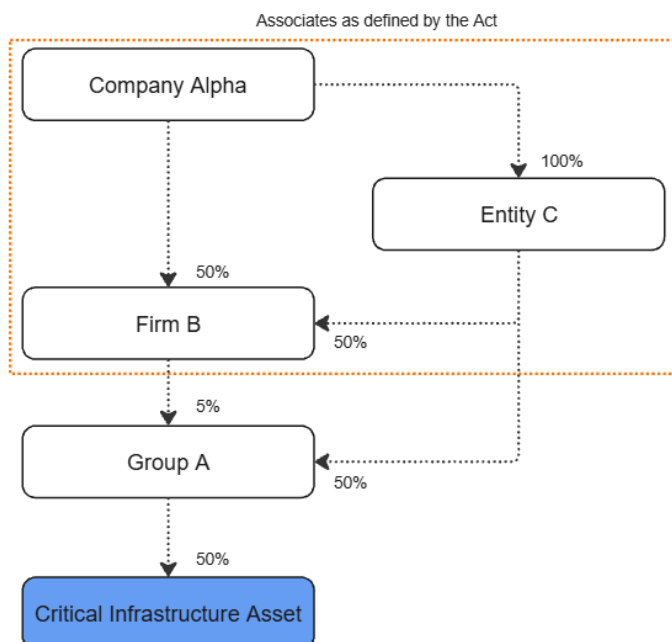 Associates as defined by the Act
Company Alpha
100%
Entity C
50%
Firm B
50%
5%
Group A
50%
50%
Critical Infrastructure Asset